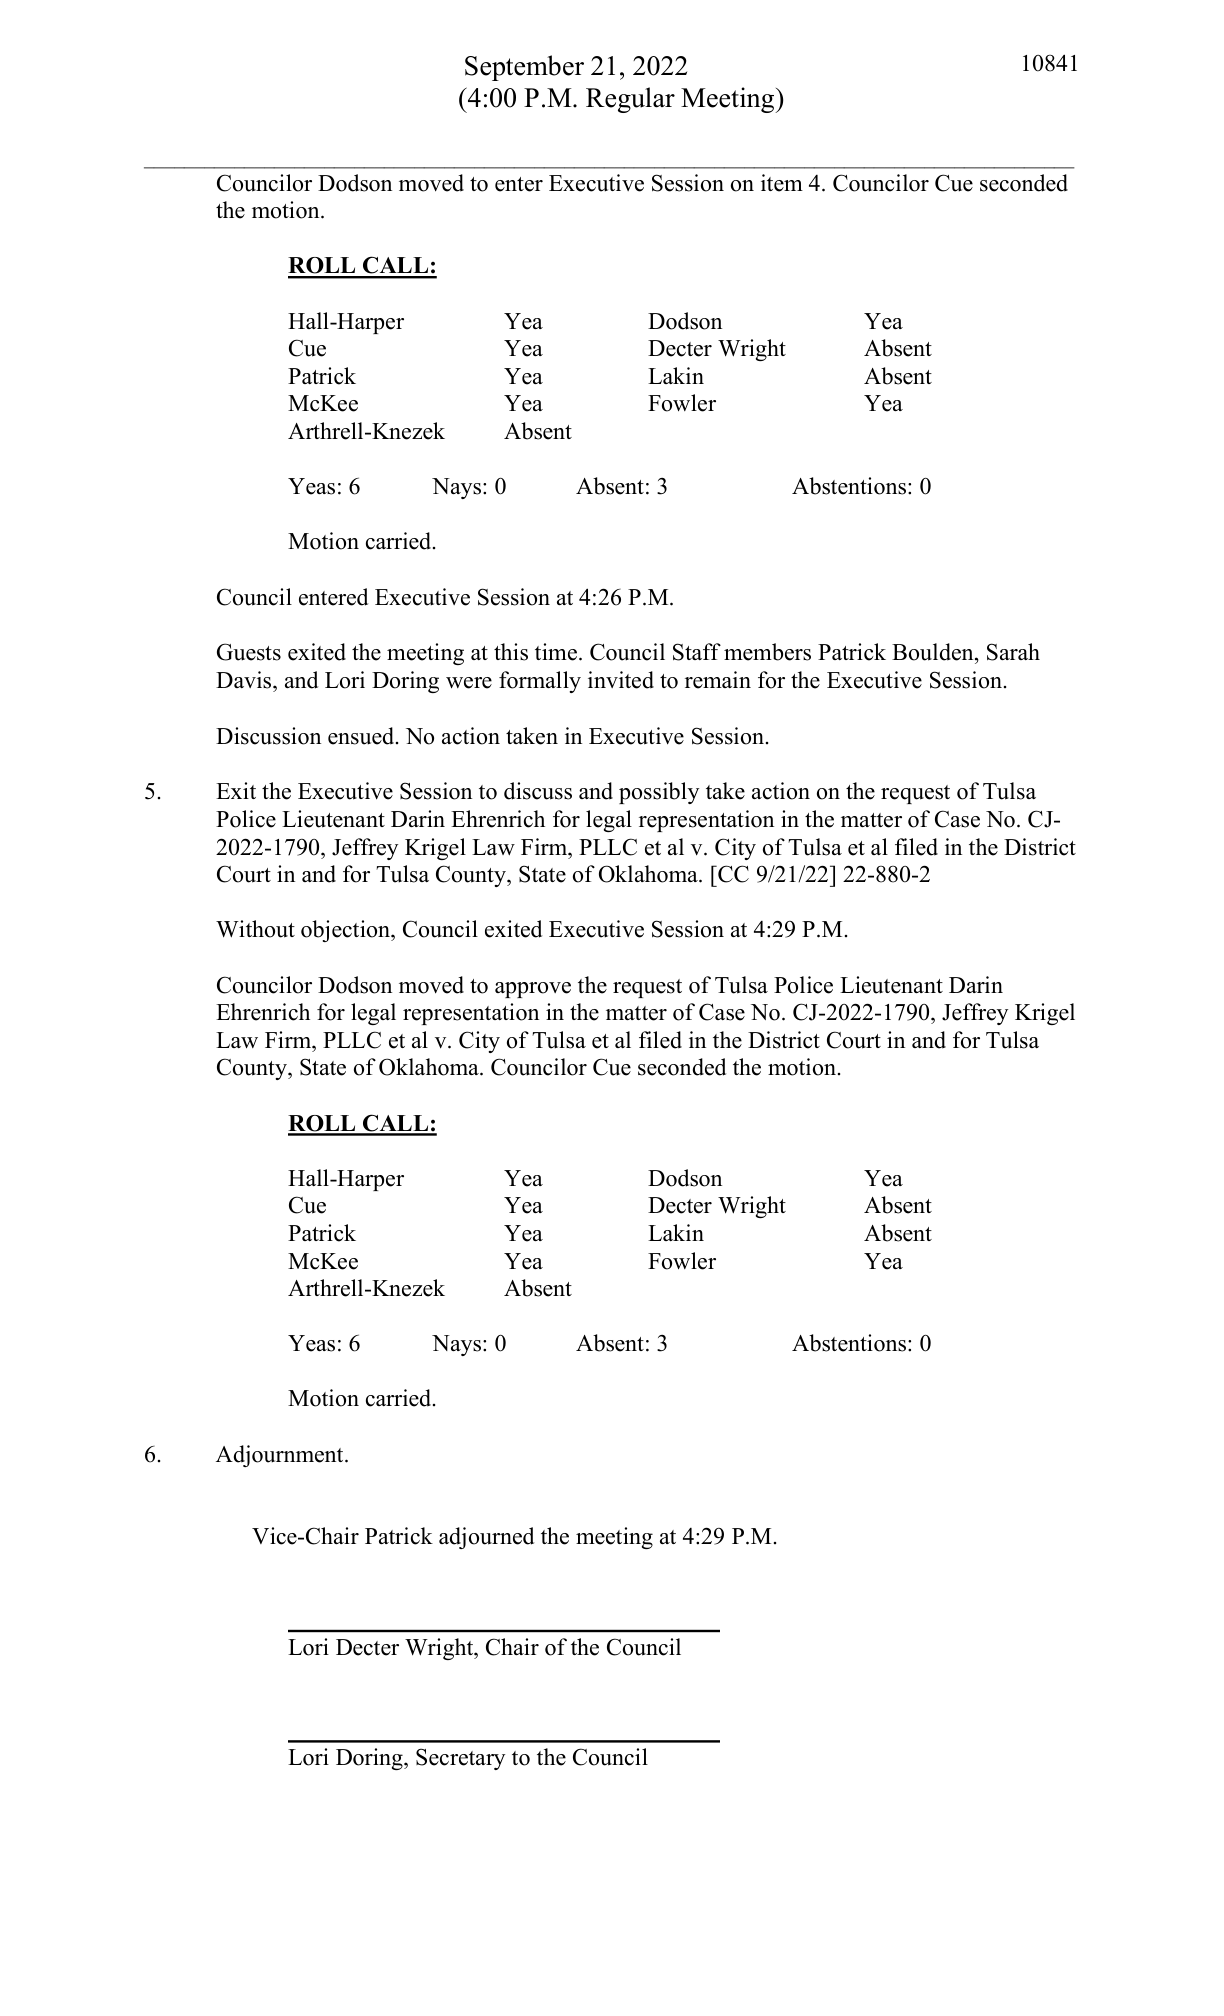 September 21, 2022 10841
(4:00 P.M. Regular Meeting)
Councilor Dodson moved to enter Executive Session on item 4. Councilor Cue seconded
the motion.
ROLL CALL:
Hall-Harper Yea Dodson Yea
Cue Yea Decter Wright Absent
Patrick Yea Lakin Absent
McKee Yea Fowler Yea
Arthrell-Knezek Absent
Yeas: 6 Nays: 0 Absent: 3 Abstentions: 0
Motion carried.
Council entered Executive Session at 4:26 P.M.
Guests exited the meeting at this time. Council Staff members Patrick Boulden, Sarah
Davis, and Lori Doring were formally invited to remain for the Executive Session.
Discussion ensued. No action taken in Executive Session.
5. Exit the Executive Session to discuss and possibly take action on the request of Tulsa
Police Lieutenant Darin Ehrenrich for legal representation in the matter of Case No. CJ-
2022-1790, Jeffrey Krigel Law Firm, PLLC et al v. City of Tulsa et al filed in the District
Court in and for Tulsa County, State of Oklahoma. [CC 9/21/22] 22-880-2
Without objection, Council exited Executive Session at 4:29 P.M.
Councilor Dodson moved to approve the request of Tulsa Police Lieutenant Darin
Ehrenrich for legal representation in the matter of Case No. CJ-2022-1790, Jeffrey Krigel
Law Firm, PLLC et al v. City of Tulsa et al filed in the District Court in and for Tulsa
County, State of Oklahoma. Councilor Cue seconded the motion.
ROLL CALL:
Hall-Harper Yea Dodson Yea
Cue Yea Decter Wright Absent
Patrick Yea Lakin Absent
McKee Yea Fowler Yea
Arthrell-Knezek Absent
Yeas: 6 Nays: 0 Absent: 3 Abstentions: 0
Motion carried.
6. Adjournment.
Vice-Chair Patrick adjourned the meeting at 4:29 P.M.
Lori Decter Wright, Chair of the Council
Lori Doring, Secretary to the Council